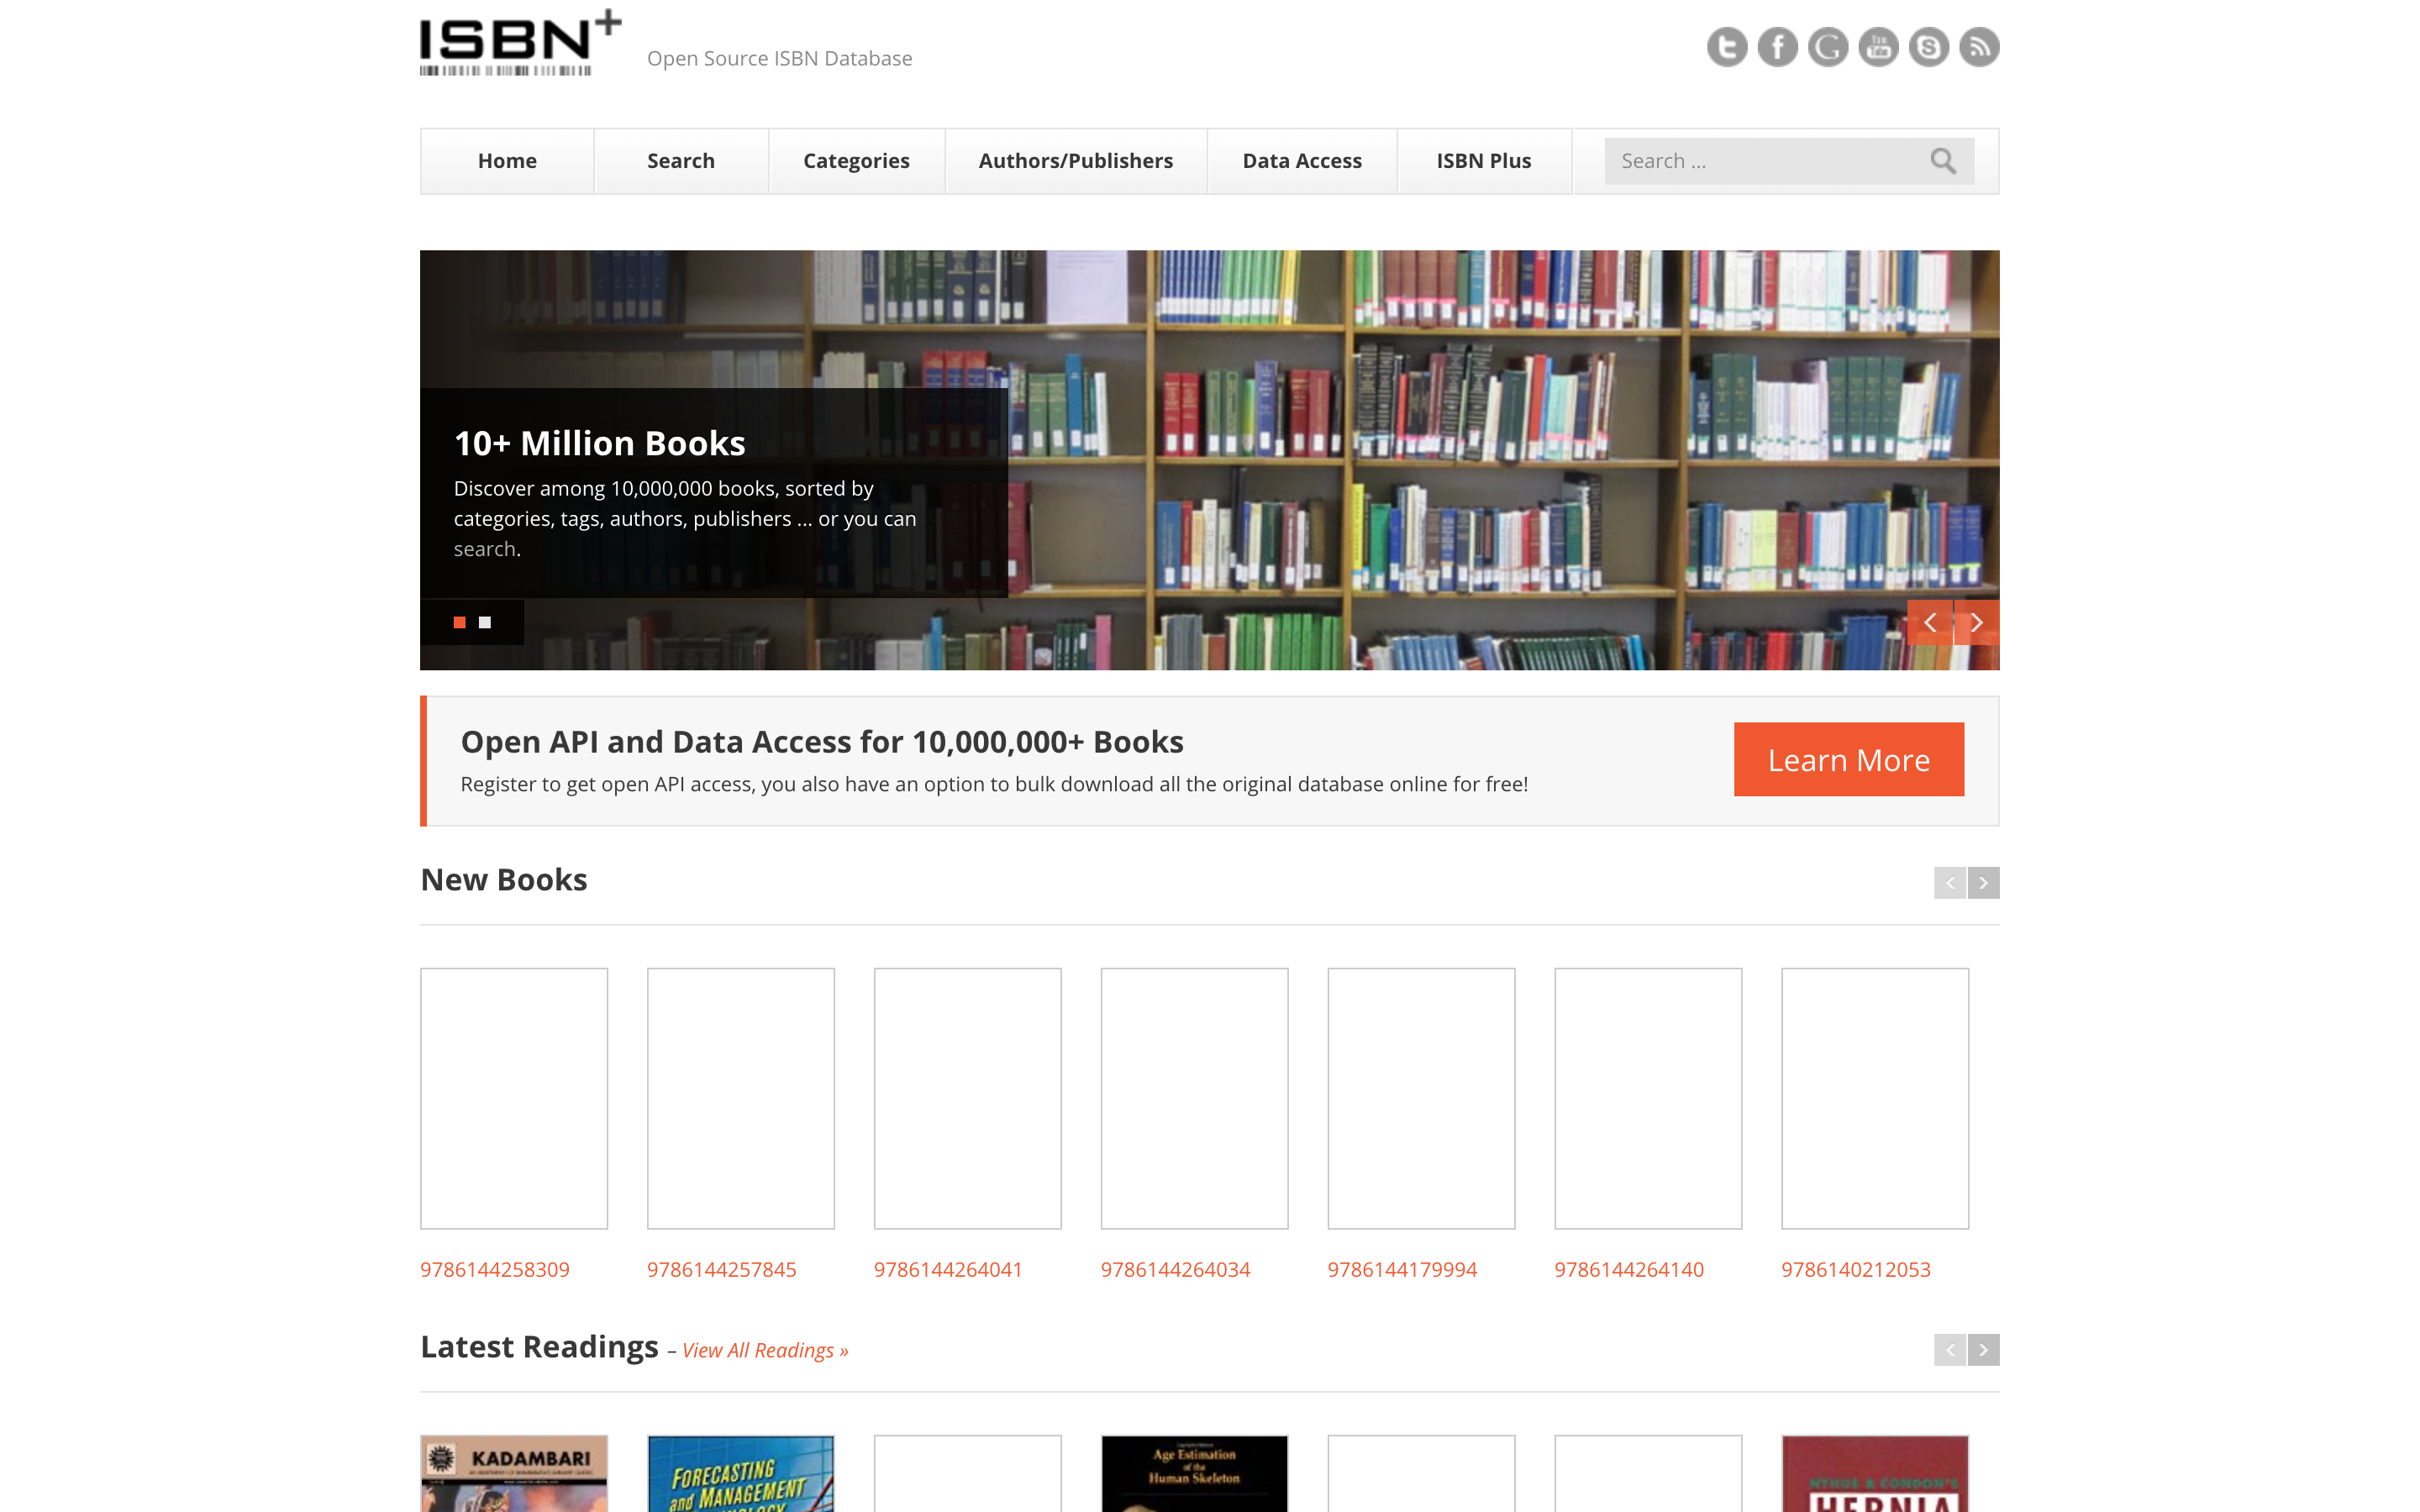 ISBN+
Open Source ISBN Database
You
Tube
Home
Search
Categories
Authors/Publishers
Data Access
ISBN Plus
Search ...
10+ Million Books
Discover among 10,000,000 books, sorted by
categories, tags, authors, publishers ... or you can
search.
Open API and Data Access for 10,000,000+ Books
Register to get open API access, you also have an option to bulk download all the original database online for free!
Learn More
New Books
9786144258309
9786144257845
9786144264041
9786144264034
9786144179994
9786144264140
9786140212053
Latest Readings – View All Readings »
KADAMBARI
FORECASTING
and MANAGEMENT
Age Estimation
of the
Human Skeleton
NYHUS & CONDON'S
HERNIA